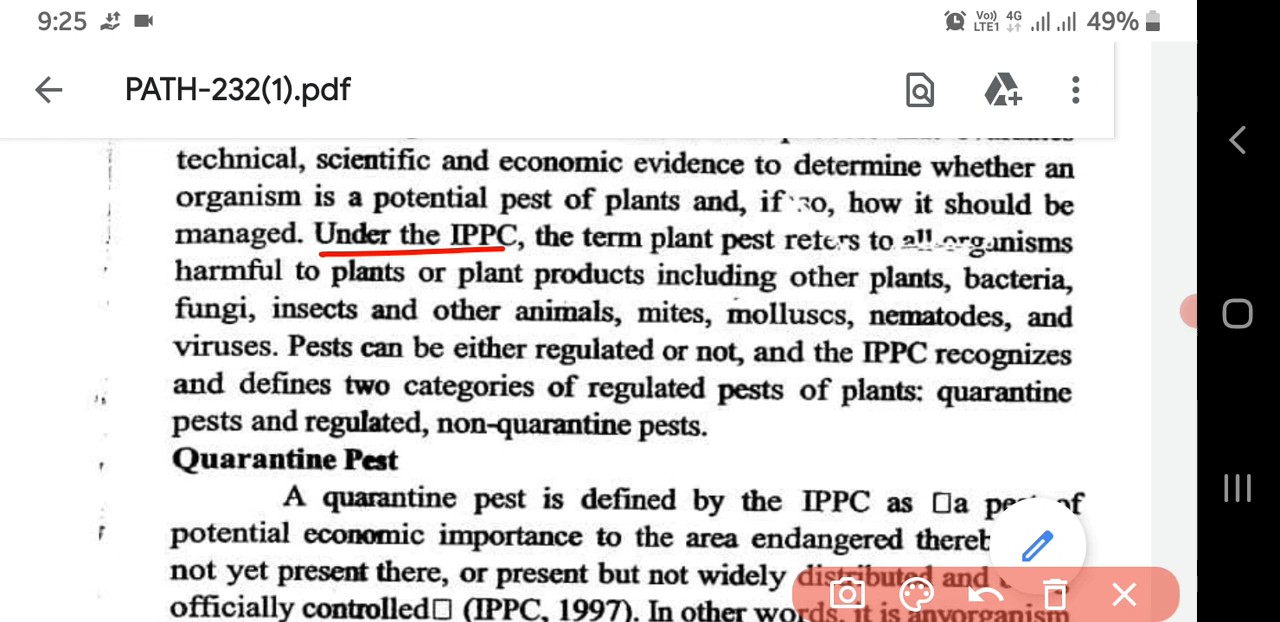 9:25 Vo)) LTE1 4G 49%
PATH-232(1).pdf
technical, scientific and economic evidence to determine whether an
organism is a potential pest of plants and, if so, how it should be
managed. Under the IPPC, the term plant pest refers to all organisms
harmful to plants or plant products including other plants, bacteria,
fungi, insects and other animals, mites, molluscs, nematodes, and
viruses. Pests can be either regulated or not, and the IPPC recognizes
and defines two categories of regulated pests of plants: quarantine
pests and regulated, non-quarantine pests.
Quarantine Pest
A quarantine pest is defined by the IPPC as □a pest of
potential economic importance to the area endangered
not yet present there, or present but not widely distributed and
officially controlled□ (IPPC, 1997). In other words, it is anyorganism